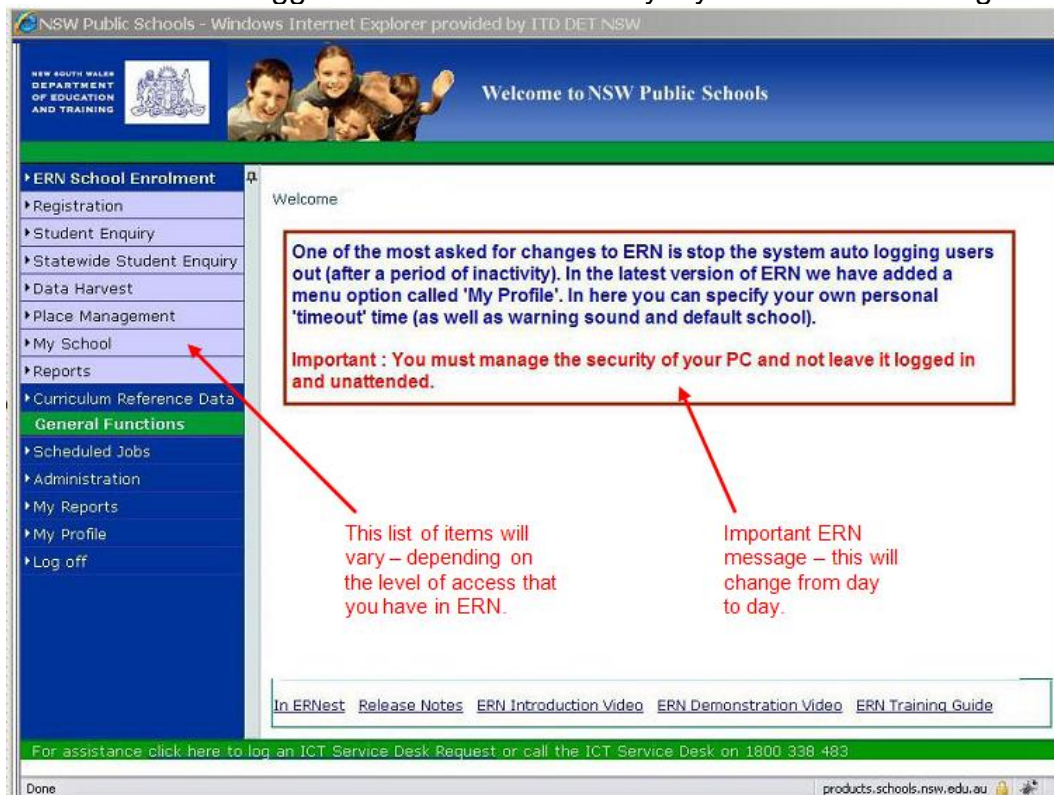 NSW Public Schools - Windows Internet Explorer provided by ITD DET NSW
NEW SOUTH WALES
DEPARTMENT
OF EDUCATION
AND TRAINING
Welcome to NSW Public Schools
ERN School Enrolment
Registration
Student Enquiry
Statewide Student Enquiry
Data Harvest
Place Management
My School
Reports
Curriculum Reference Data
General Functions
Scheduled Jobs
Administration
My Reports
My Profile
Log off
Welcome
One of the most asked for changes to ERN is stop the system auto logging users
out (after a period of inactivity). In the latest version of ERN we have added a
menu option called 'My Profile'. In here you can specify your own personal
'timeout' time (as well as warning sound and default school).
Important : You must manage the security of your PC and not leave it logged in
and unattended.
This list of items will
vary – depending on
the level of access that
you have in ERN.
Important ERN
message – this will
change from day
to day.
In ERNest Release Notes ERN Introduction Video ERN Demonstration Video ERN Training Guide
For assistance click here to log an ICT Service Desk Request or call the ICT Service Desk on 1800 338 483
Done
products.schools.nsw.edu.au